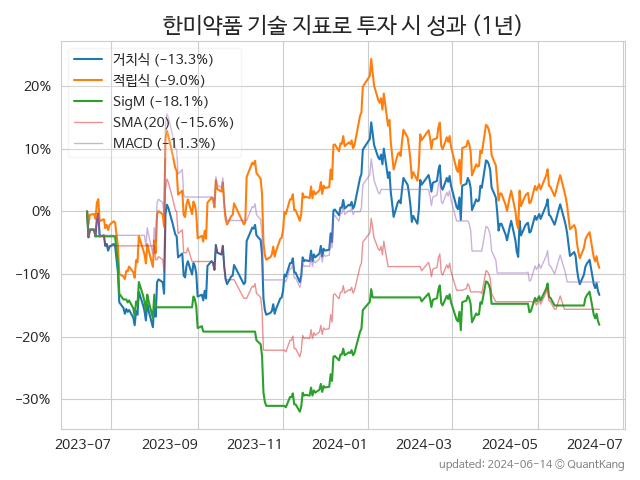 한미약품 기술 지표로 투자 시 성과 (1년)
거치식 (−13.3%)
적립식 (−9.0%)
SigM (−18.1%)
SMA(20) (−15.6%)
MACD (−11.3%)
20%
10%
0%
−10%
−20%
−30%
2023-07 2023-09 2023-11 2024-01 2024-03 2024-05 2024-07
updated: 2024-06-14 © QuantKang